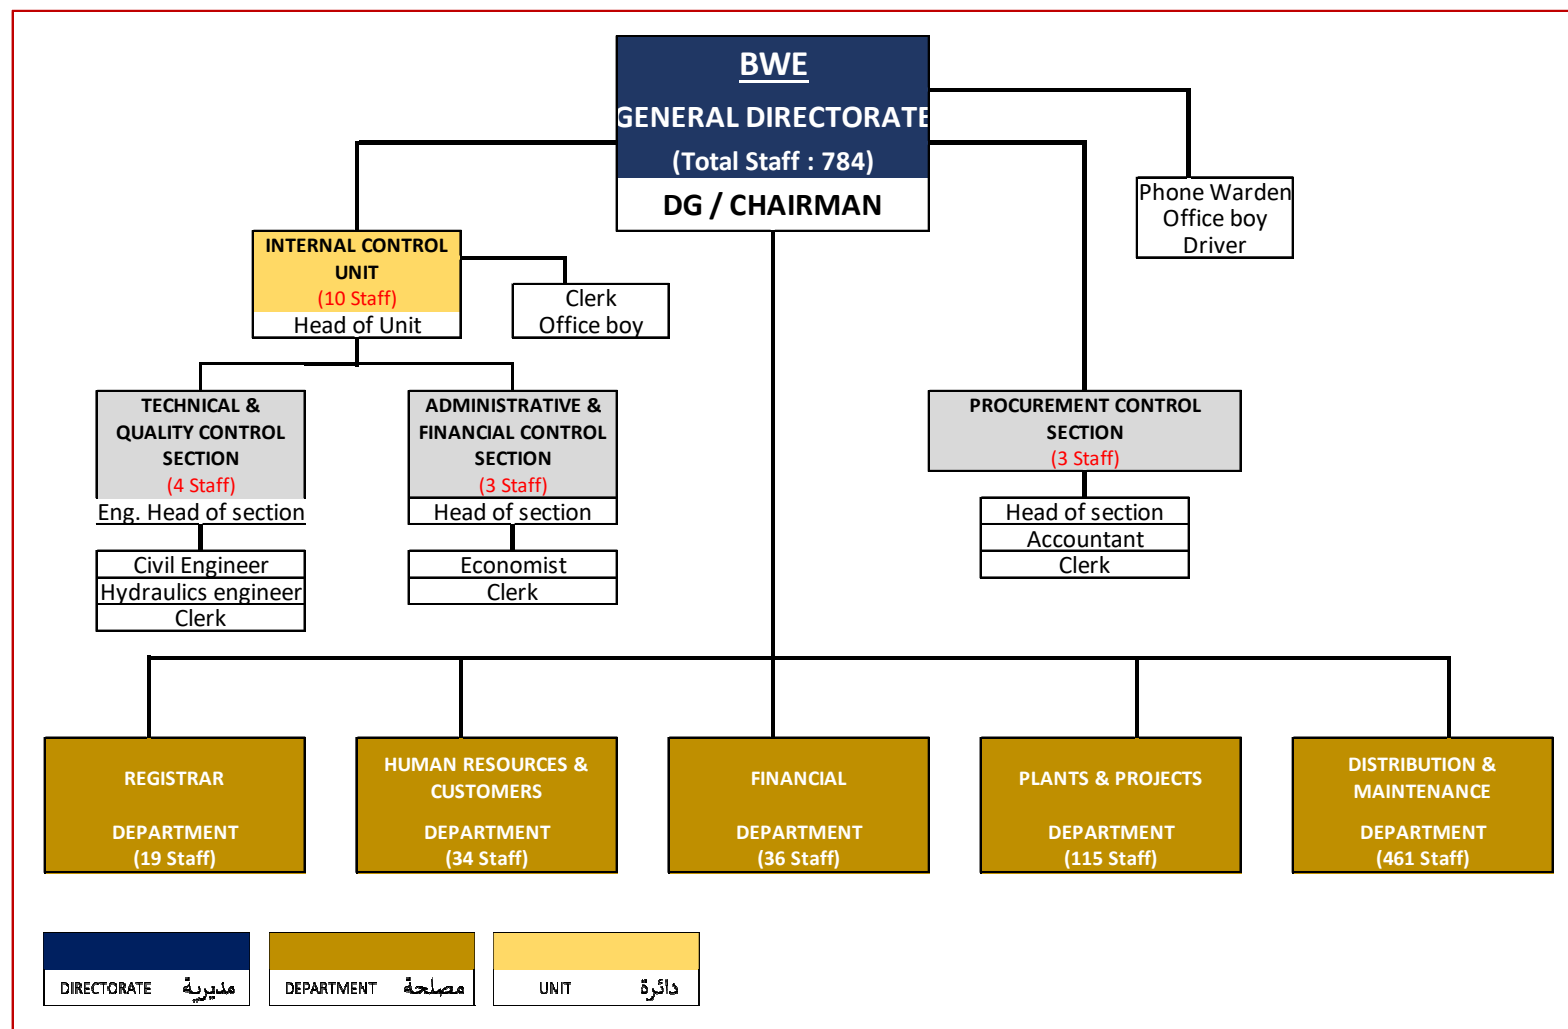 BWE
GENERAL DIRECTORATE
(Total Staff : 784)
DG / CHAIRMAN
Phone Warden
Office boy
Driver
INTERNAL CONTROL
UNIT
(10 Staff)
Head of Unit
Clerk
Office boy
TECHNICAL &
QUALITY CONTROL
SECTION
(4 Staff)
Eng. Head of section
Civil Engineer
Hydraulics engineer
Clerk
ADMINISTRATIVE &
FINANCIAL CONTROL
SECTION
(3 Staff)
Head of section
Economist
Clerk
PROCUREMENT CONTROL
SECTION
(3 Staff)
Head of section
Accountant
Clerk
REGISTRAR
DEPARTMENT
(19 Staff)
HUMAN RESOURCES &
CUSTOMERS
DEPARTMENT
(34 Staff)
FINANCIAL
DEPARTMENT
(36 Staff)
PLANTS & PROJECTS
DEPARTMENT
(115 Staff)
DISTRIBUTION &
MAINTENANCE
DEPARTMENT
(461 Staff)
DIRECTORATE مديرية
DEPARTMENT مصلحة
UNIT دائرة